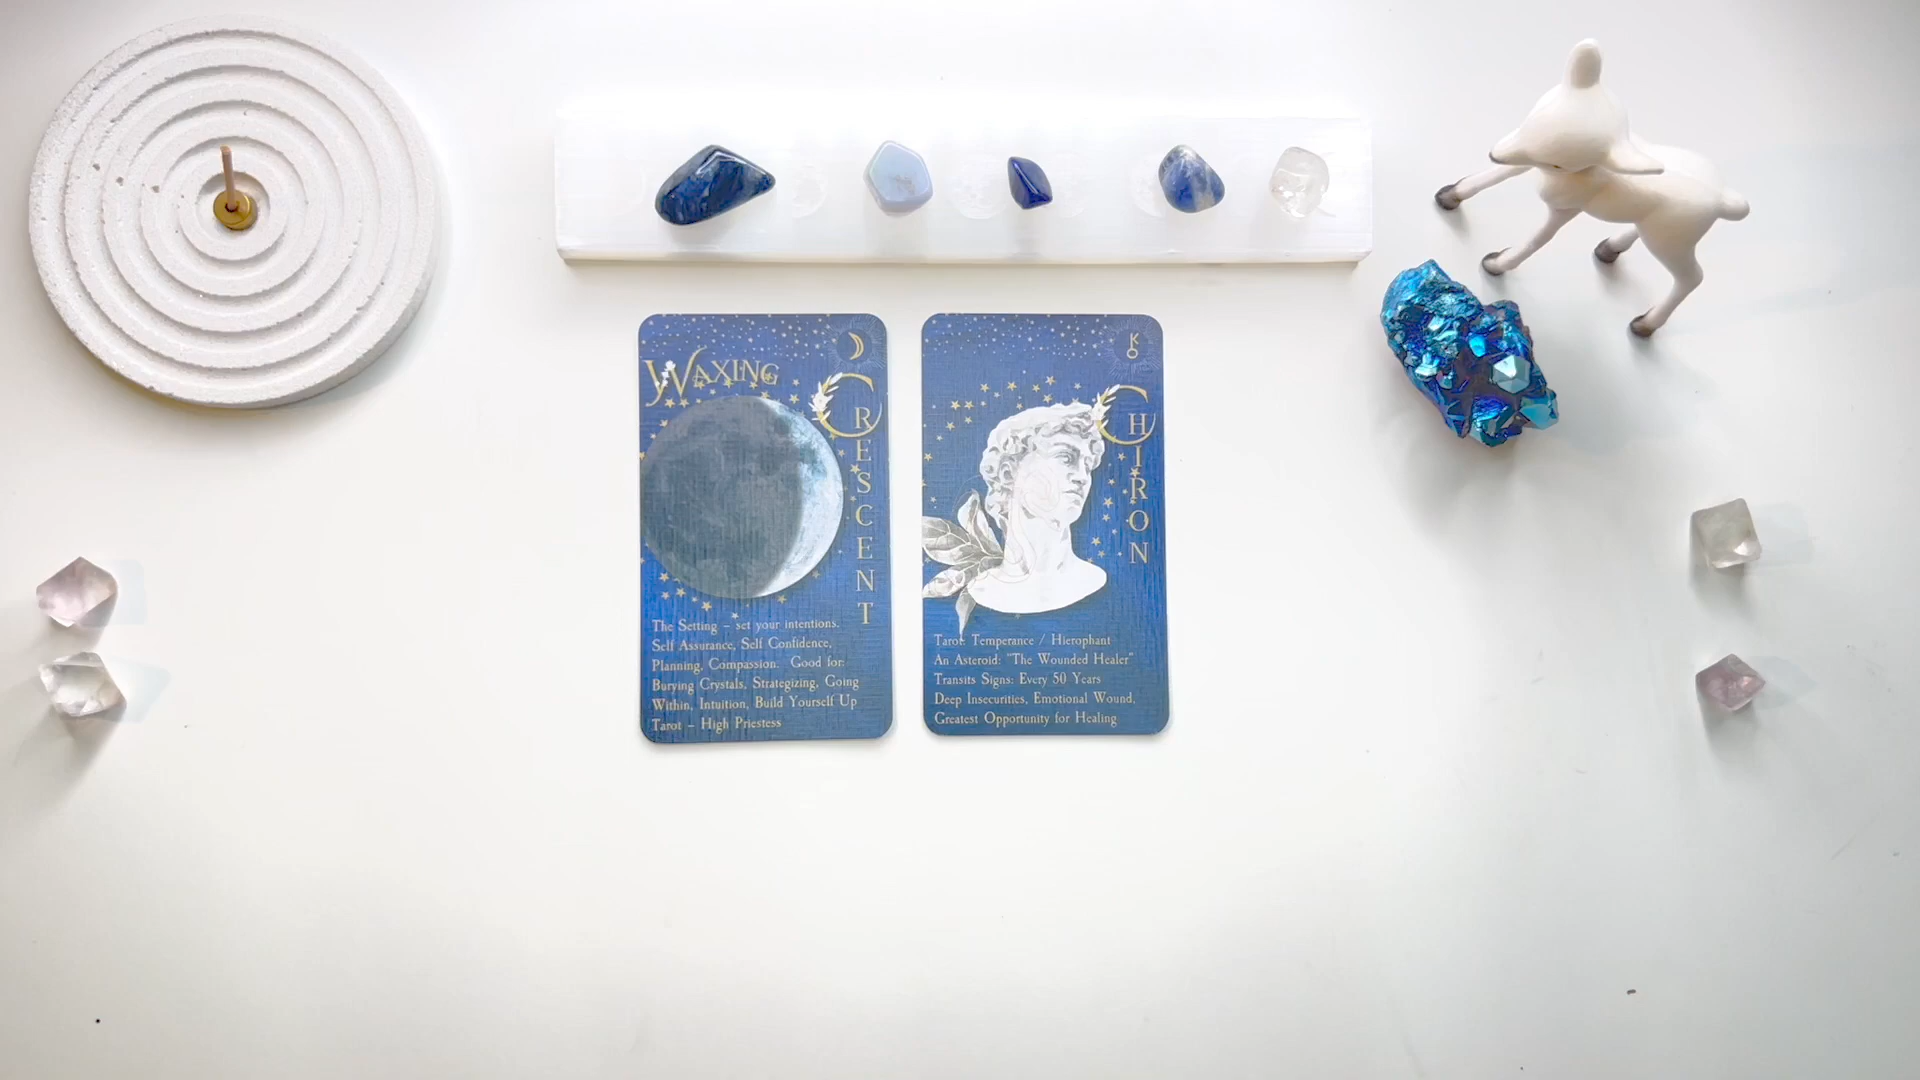 WAXING
CRESCENT
The Setting – set your intentions.
Self Assurance, Self Confidence,
Planning, Compassion. Good for:
Burying Crystals, Strategizing, Going
Within, Intuition, Build Yourself Up
Tarot – High Priestess
CHIRON
Tarot: Temperance / Hierophant
An Asteroid: "The Wounded Healer"
Transits Signs: Every 50 Years
Deep Insecurities, Emotional Wound,
Greatest Opportunity for Healing